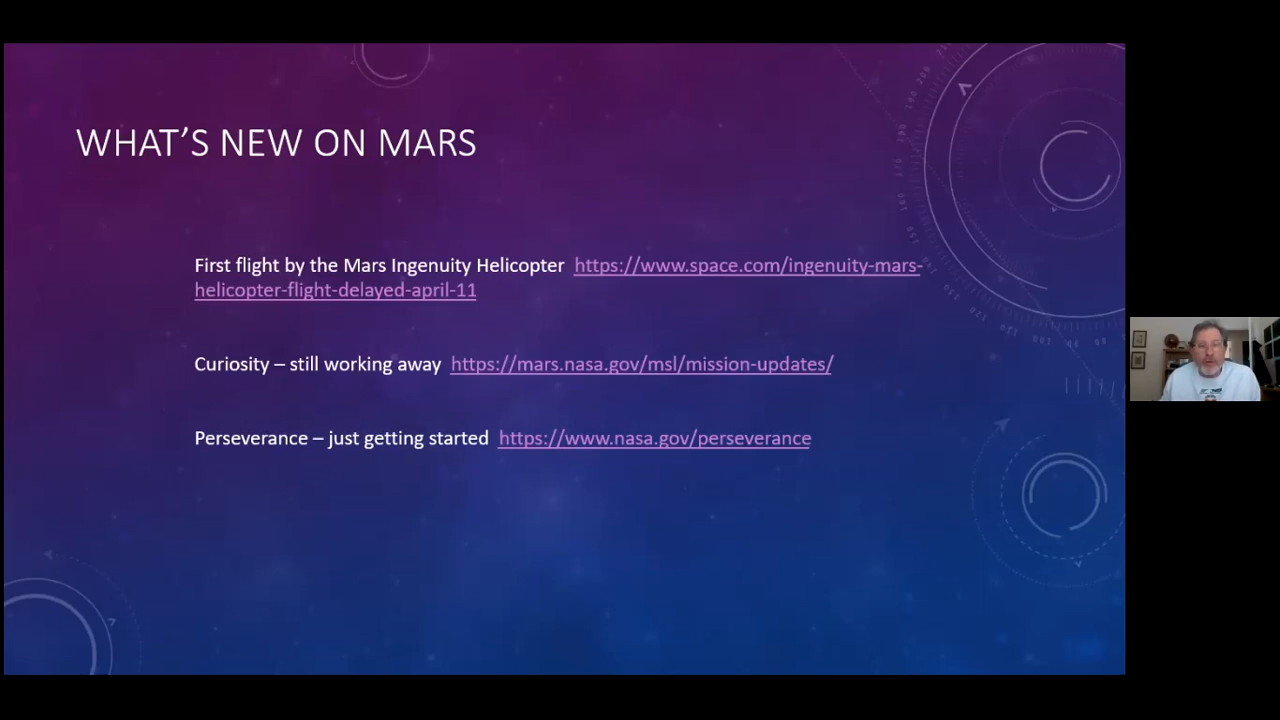 WHAT'S NEW ON MARS
First flight by the Mars Ingenuity Helicopter https://www.space.com/ingenuity-mars-
helicopter-flight-delayed-april-11
Curiosity – still working away https://mars.nasa.gov/msl/mission-updates/
Perseverance – just getting started https://www.nasa.gov/perseverance